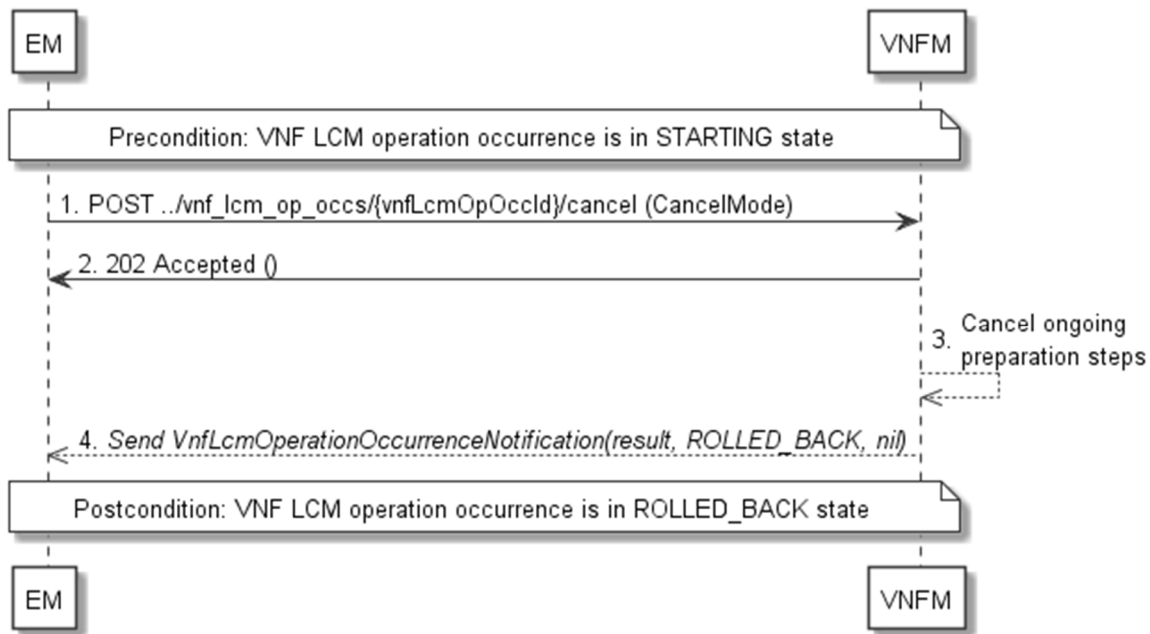 EM
VNFM
Precondition: VNF LCM operation occurrence is in STARTING state
1. POST ../vnf_lcm_op_occs/{vnfLcmOpOccId}/cancel (CancelMode)
2. 202 Accepted ()
3. Cancel ongoing
preparation steps
4. Send VnfLcmOperationOccurrenceNotification(result, ROLLED_BACK, nil)
Postcondition: VNF LCM operation occurrence is in ROLLED_BACK state
EM
VNFM